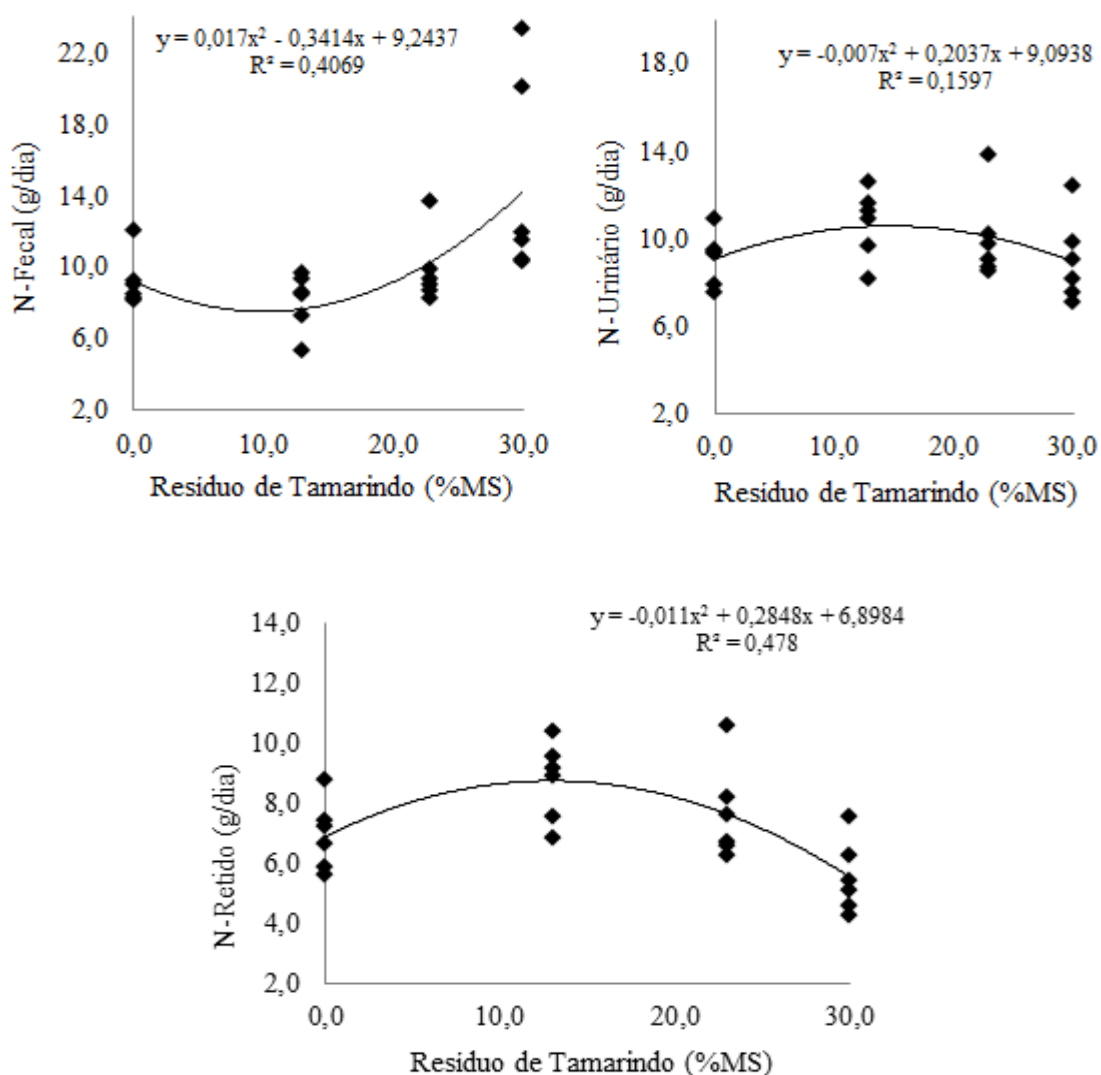 y = 0,017x² - 0,3414x + 9,2437
R² = 0,4069
N-Fecal (g/dia)
22,0
18,0
14,0
10,0
6,0
2,0
0,0 10,0 20,0 30,0
Resíduo de Tamarindo (%MS)
y = -0,007x² + 0,2037x + 9,0938
R² = 0,1597
N-Urinário (g/dia)
18,0
14,0
10,0
6,0
2,0
0,0 10,0 20,0 30,0
Resíduo de Tamarindo (%MS)
y = -0,011x² + 0,2848x + 6,8984
R² = 0,478
N-Retido (g/dia)
14,0
12,0
10,0
8,0
6,0
4,0
2,0
0,0 10,0 20,0 30,0
Resíduo de Tamarindo (%MS)